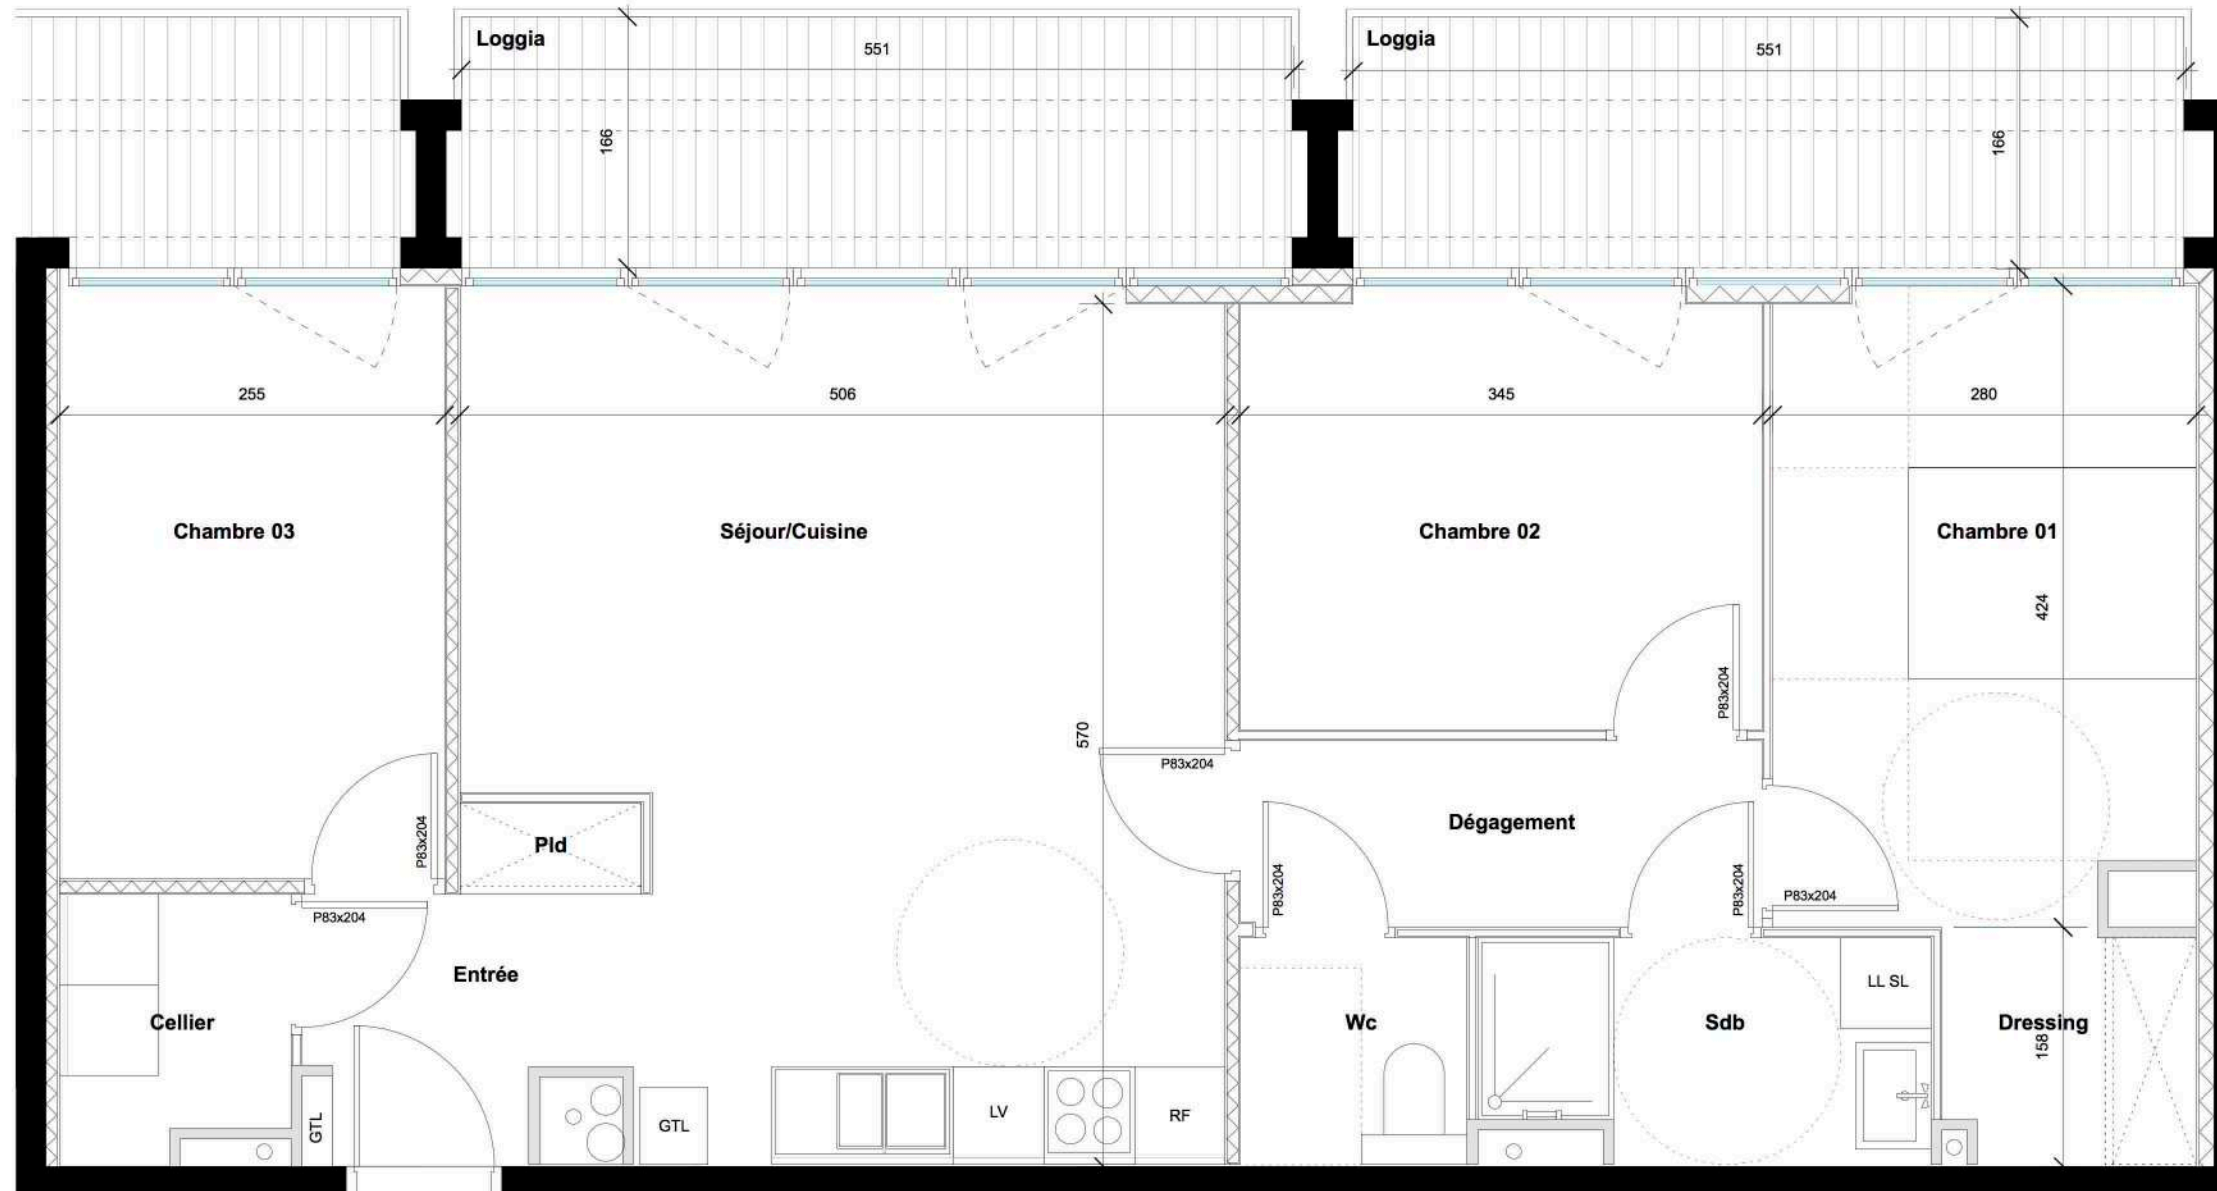 Loggia
551
Loggia
551
166
166
255
506
345
280
Chambre 03
Séjour/Cuisine
Chambre 02
Chambre 01
424
P83x204
570
P83x204
P83x204
Pld
Dégagement
P83x204
P83x204
P83x204
P83x204
Entrée
LL SL
Cellier
Wc
Sdb
Dressing
158
GTL
GTL
LV
RF